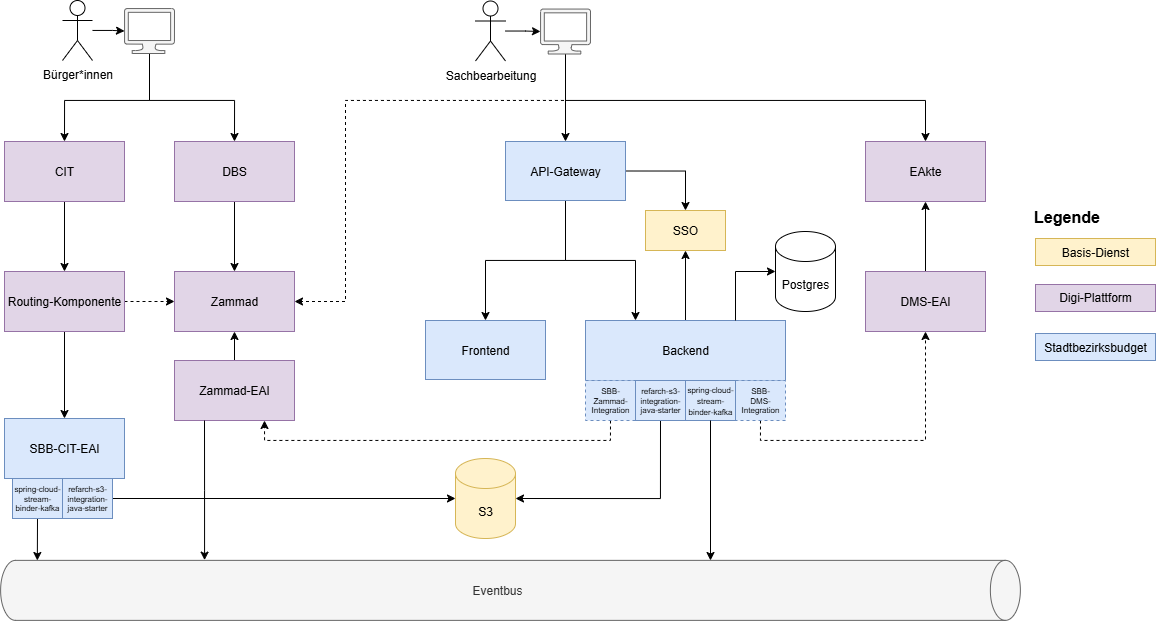 Bürger*innen
Sachbearbeitung
CIT
DBS
API-Gateway
EAkte
SSO
Legende
Basis-Dienst
Digi-Plattform
Stadtbezirksbudget
Postgres
Routing-Komponente
Zammad
DMS-EAI
Frontend
Backend
Zammad-EAI
SBB-
Zammad-
Integration
refarch-s3-
integration-
java-starter
spring-cloud-
stream-
binder-kafka
SBB-
DMS-
Integration
SBB-CIT-EAI
spring-cloud-
stream-
binder-kafka
refarch-s3-
integration-
java-starter
S3
Eventbus